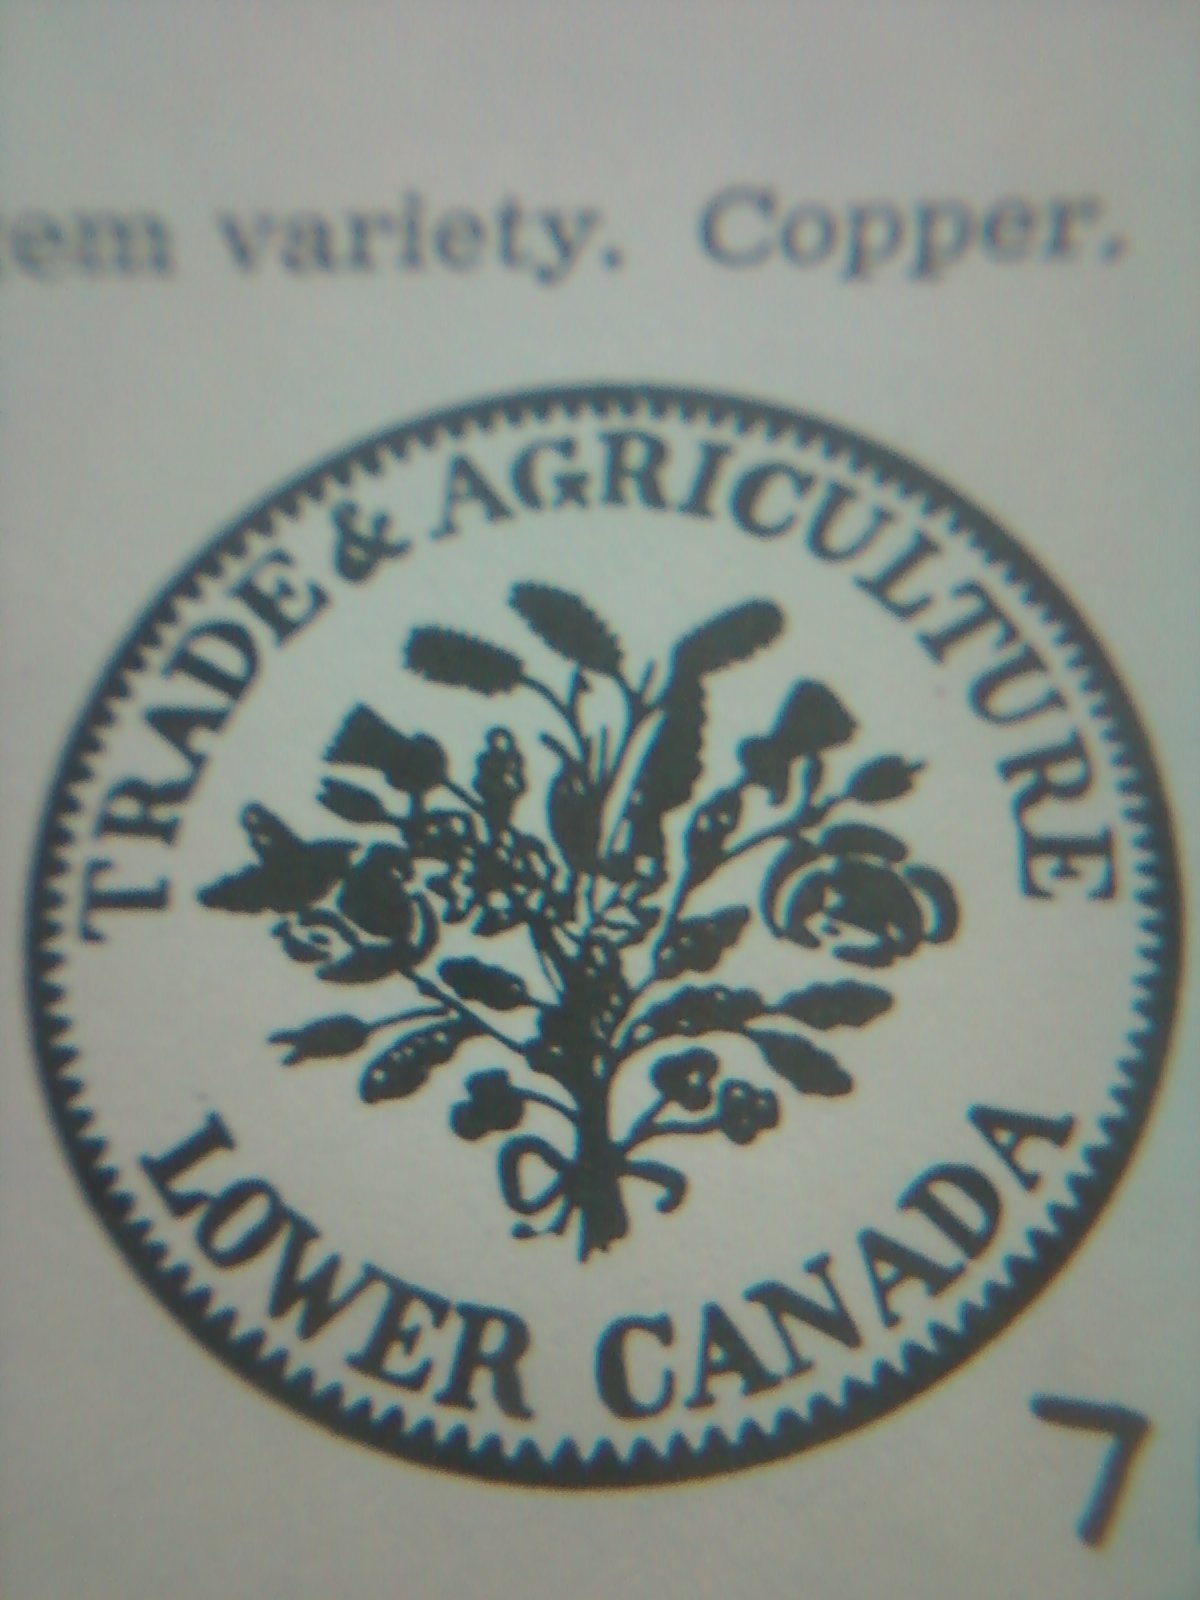 variety. Copper.
TRADE & AGRICULTURE
LOWER CANADA
7